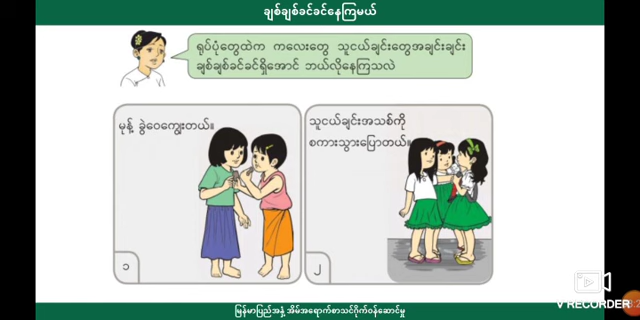 ချစ်ချစ်ခင်ခင်နေကြမယ်
ရုပ်ပုံတွေထဲက ကလေးတွေ သူငယ်ချင်းတွေအချင်းချင်း
ချစ်ချစ်ခင်ခင်ရှိအောင် ဘယ်လိုနေကြသလဲ
မုန့် ခွဲဝေကျွေးတယ်။
သူငယ်ချင်းအသစ်ကို
စကားသွားပြောတယ်။
၁
၂
V RECORDER
မြန်မာပြည်အနှံ့ အိမ်အရောက်စာသင်ဝိုက်ဝန်ဆောင်မှု